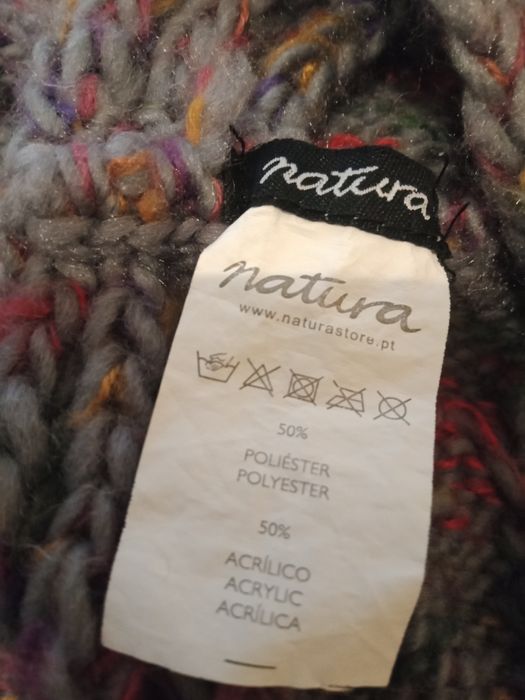 natura
natura
www.naturastore.pt
50%
POLIÉSTER
POLYESTER
50%
ACRÍLICO
ACRYLIC
ACRÍLICA